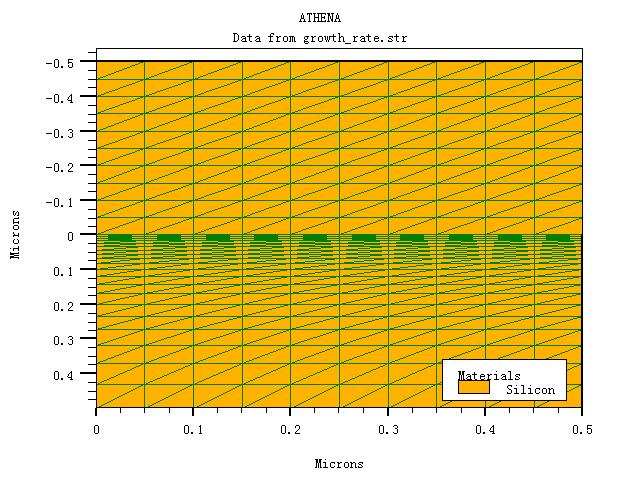 ATHENA
Data from growth_rate.str
-0.5
-0.4
-0.3
-0.2
-0.1
0
0.1
0.2
0.3
0.4
Microns
Materials
Silicon
0 0.1 0.2 0.3 0.4 0.5
Microns